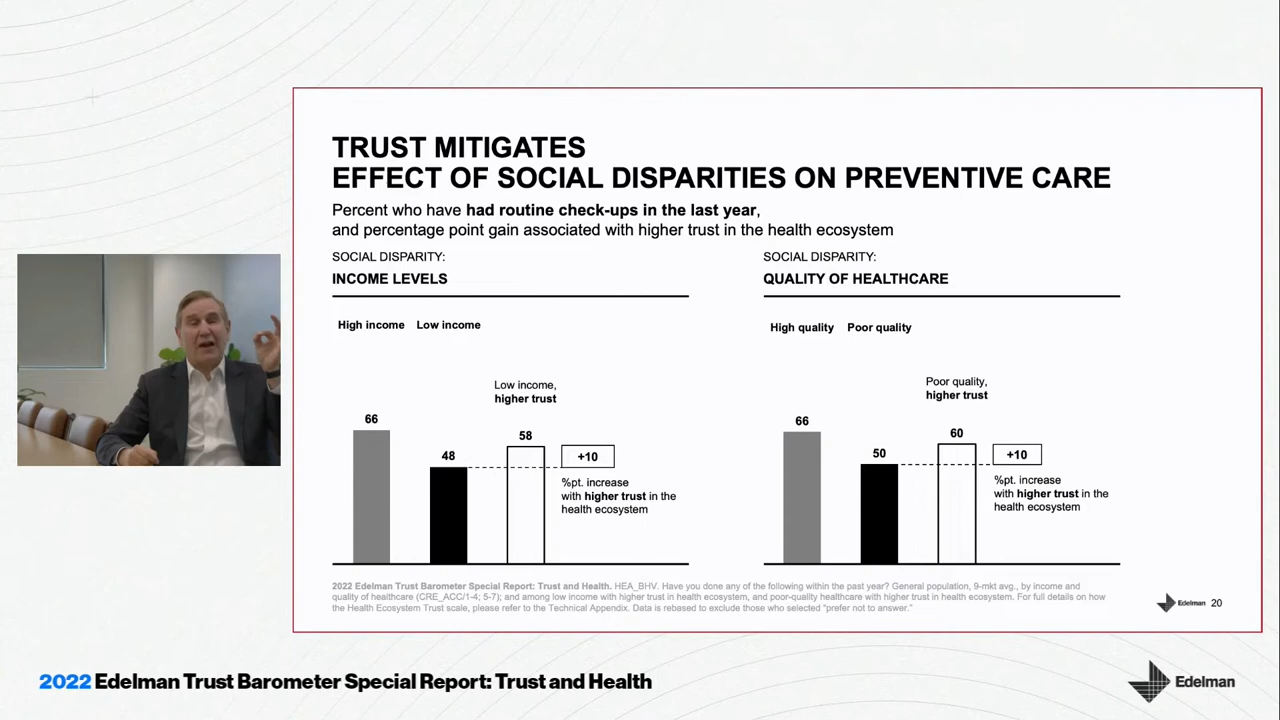 TRUST MITIGATES
EFFECT OF SOCIAL DISPARITIES ON PREVENTIVE CARE
Percent who have had routine check-ups in the last year,
and percentage point gain associated with higher trust in the health ecosystem
SOCIAL DISPARITY:
INCOME LEVELS
High income Low income
Low income,
higher trust
66
48
58
+10
%pt. increase
with higher trust in the
health ecosystem
SOCIAL DISPARITY:
QUALITY OF HEALTHCARE
High quality Poor quality
Poor quality,
higher trust
66
50
60
+10
%pt. increase
with higher trust in the
health ecosystem
2022 Edelman Trust Barometer Special Report: Trust and Health. HEA_BHV. Have you done any of the following within the past year? General population, 9-mkt avg., by income and
quality of healthcare (CRE_ACC/1-4; 5-7); and among low income with higher trust in health ecosystem, and poor-quality healthcare with higher trust in health ecosystem. For full details on how
the Health Ecosystem Trust scale, please refer to the Technical Appendix. Data is rebased to exclude those who selected "prefer not to answer."
Edelman 20
2022 Edelman Trust Barometer Special Report: Trust and Health
Edelman